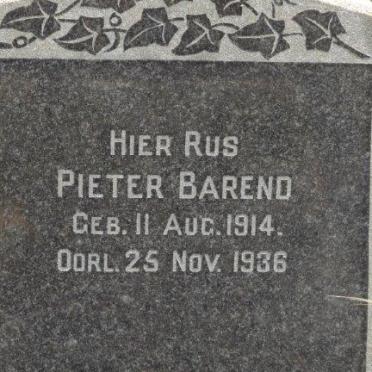 HIER RUS
PIETER BAREND
GEB. 11 AUG. 1914.
OORL. 25 NOV. 1936